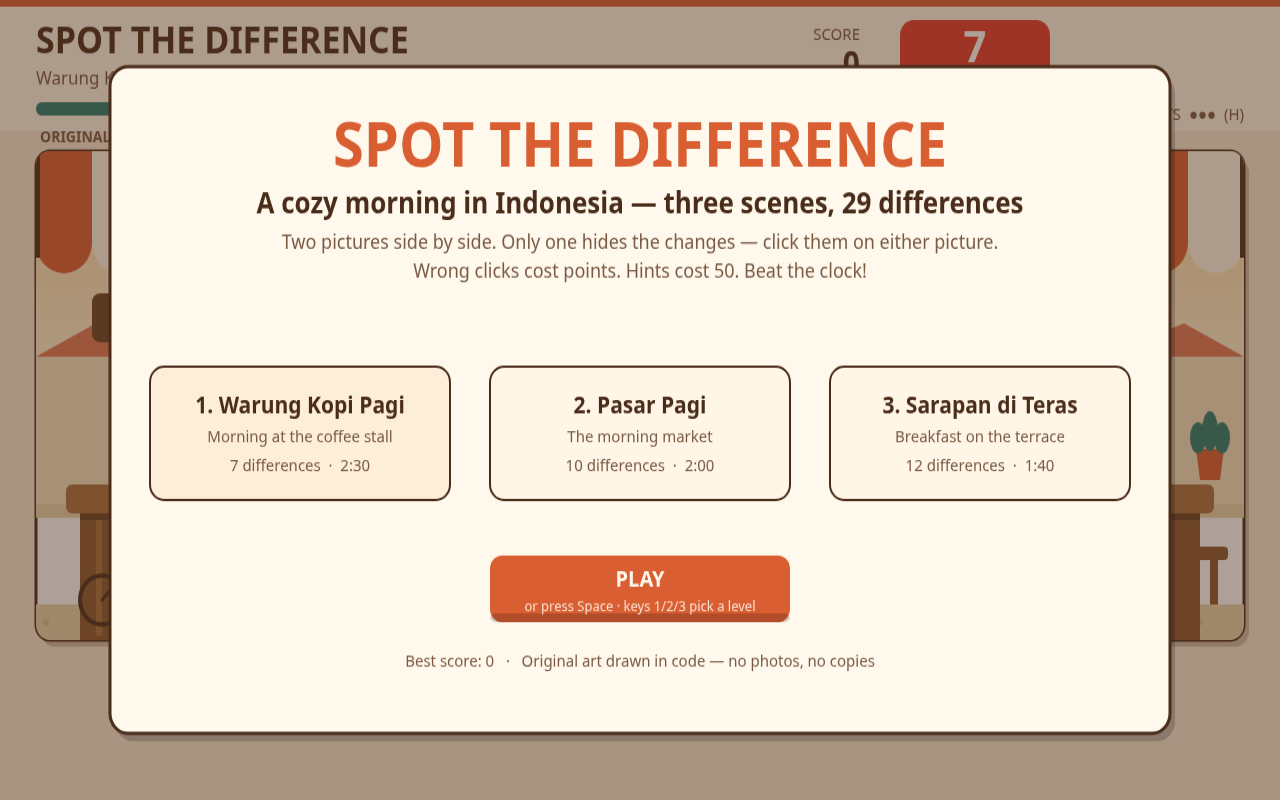 SPOT THE DIFFERENCE
SCORE
7
0
Warung
(H)
ORIGINAL
SPOT THE DIFFERENCE
A cozy morning in Indonesia — three scenes, 29 differences
Two pictures side by side. Only one hides the changes — click them on either picture.
Wrong clicks cost points. Hints cost 50. Beat the clock!
1. Warung Kopi Pagi
Morning at the coffee stall
7 differences · 2:30
2. Pasar Pagi
The morning market
10 differences · 2:00
3. Sarapan di Teras
Breakfast on the terrace
12 differences · 1:40
PLAY
or press Space · keys 1/2/3 pick a level
Best score: 0 · Original art drawn in code — no photos, no copies